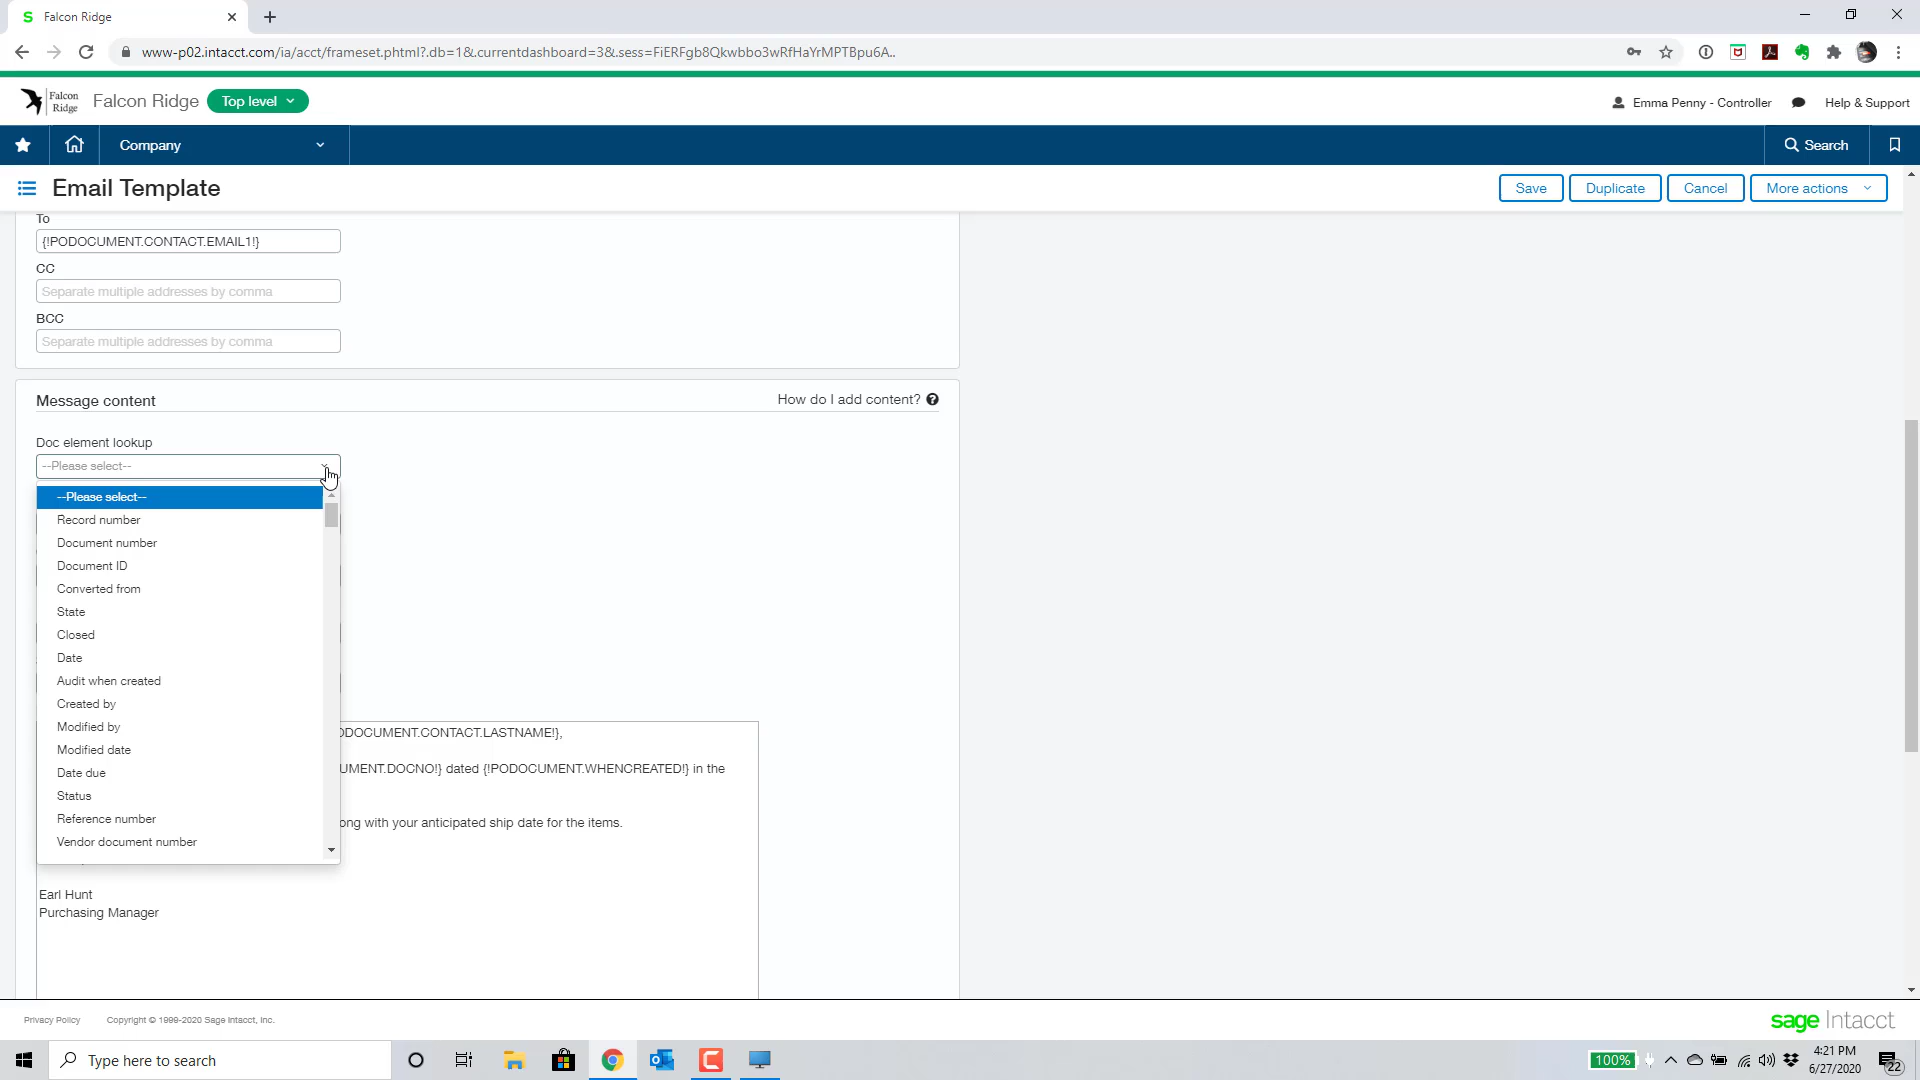 S Falcon Ridge
www-p02.intacct.com/ia/acct/frameset.phtml?.db=1&.currentdashboard=3&.sess=FiERFgb8Qkwbbo3wRfHaYrMPTBpu6A..
Falcon Ridge
Falcon Ridge
Top level
Emma Penny - Controller
Help & Support
Company
Search
Email Template
Save
Duplicate
Cancel
More actions
To
{!PODOCUMENT.CONTACT.EMAIL1!}
CC
Separate multiple addresses by comma
BCC
Separate multiple addresses by comma
Message content
How do I add content?
Doc element lookup
--Please select--
--Please select--
Record number
Document number
Document ID
Converted from
State
Closed
Date
Audit when created
Created by
Modified by
Modified date
Date due
Status
Reference number
Vendor document number
DOCUMENT.CONTACT.LASTNAME!},
UMENT.DOCNO!} dated {!PODOCUMENT.WHENCREATED!} in the
ong with your anticipated ship date for the items.
Earl Hunt
Purchasing Manager
Privacy Policy
Copyright © 1999-2020 Sage Intacct, Inc.
sage Intacct
Type here to search
100%
4:21 PM
6/27/2020
22